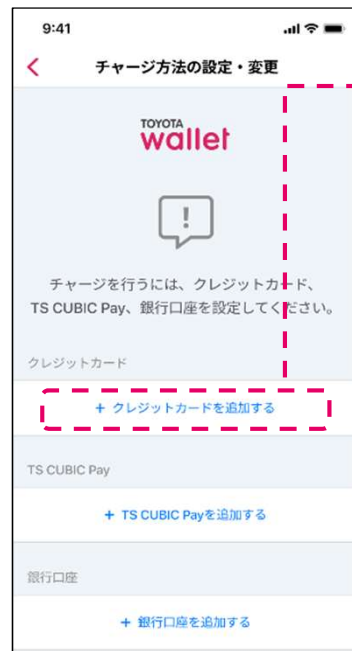 9:41
チャージ方法の設定・変更
TOYOTA
wallet
チャージを行うには、クレジットカード、
TS CUBIC Pay、銀行口座を設定してください。
クレジットカード
+ クレジットカードを追加する
TS CUBIC Pay
+ TS CUBIC Payを追加する
銀行口座
+ 銀行口座を追加する